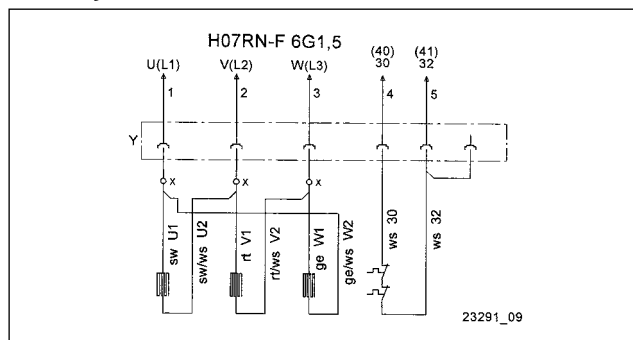 H07RN-F 6G1,5
U(L1) V(L2) W(L3) (40) 30 (41) 32
1 2 3 4 5
Y
x x x
sw U1
sw/ws U2
rt V1
rt/ws V2
ge W1
ge/ws W2
ws 30
ws 32
23291_09